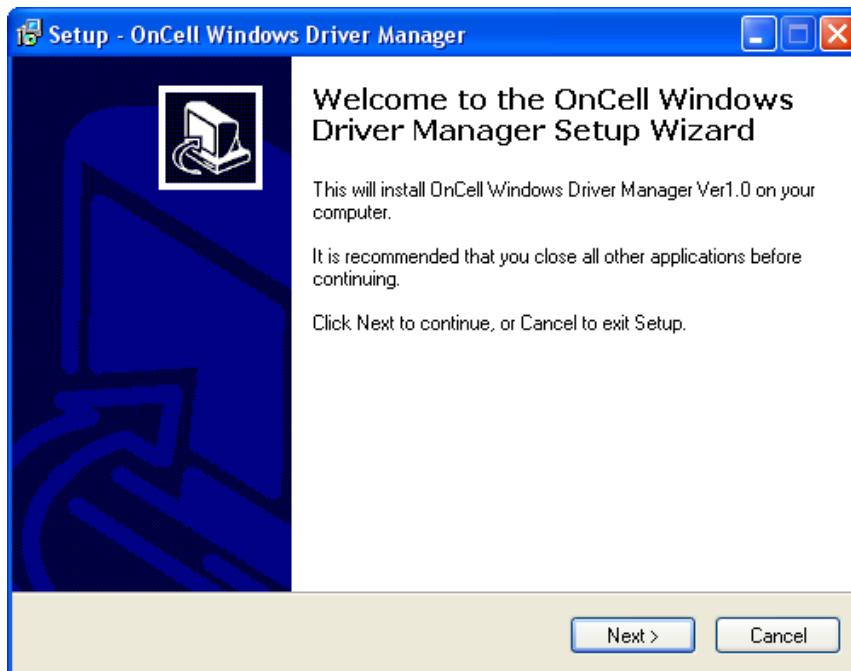 Setup - OnCell Windows Driver Manager
Welcome to the OnCell Windows
Driver Manager Setup Wizard
This will install OnCell Windows Driver Manager Ver1.0 on your
computer.
It is recommended that you close all other applications before
continuing.
Click Next to continue, or Cancel to exit Setup.
Next >
Cancel